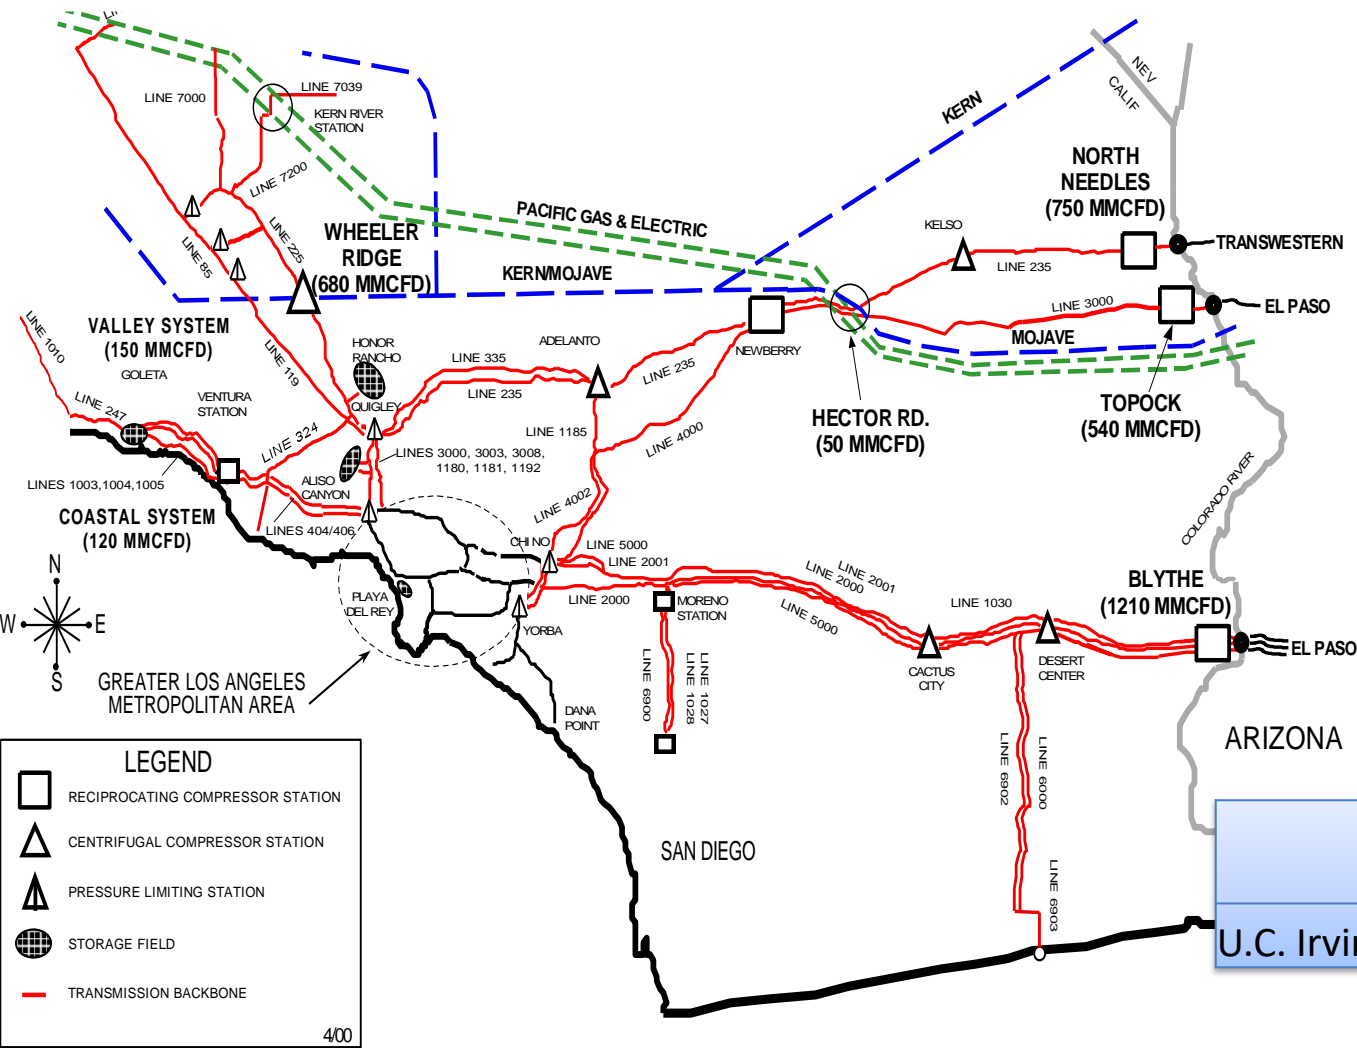 LINE 7000
LINE 7039
KERN RIVER
STATION
LINE 7200
LINE 225
LINE 85
WHEELER
RIDGE
(680 MMCFD)
PACIFIC GAS & ELECTRIC
KERN/MOJAVE
KERN
NEV
CALIF
NORTH
NEEDLES
(750 MMCFD)
KELSO
LINE 235
TRANSWESTERN
LINE 3000
EL PASO
MOJAVE
NEWBERRY
HECTOR RD.
(50 MMCFD)
TOPOCK
(540 MMCFD)
VALLEY SYSTEM
(150 MMCFD)
LINE 1010
GOLETA
LINE 247
VENTURA
STATION
LINE 119
HONOR
RANCHO
QUIGLEY
LINE 335
LINE 235
ADELANTO
LINE 235
LINE 324
LINE 1185
LINE 4000
LINES 3000, 3003, 3008,
1180, 1181, 1192
ALISO
CANYON
LINES 1003,1004,1005
COASTAL SYSTEM
(120 MMCFD)
LINES 404/406
LINE 4002
CHINO
LINE 5000
LINE 2001
LINE 2000
LINE 2001
LINE 2000
LINE 5000
COLORADO RIVER
PLAYA
DEL REY
YORBA
MORENO
STATION
LINE 1030
BLYTHE
(1210 MMCFD)
EL PASO
CACTUS
CITY
DESERT
CENTER
N
W
E
S
GREATER LOS ANGELES
METROPOLITAN AREA
DANA
POINT
LINE 6900
LINE 1028
LINE 1027
LINE 6902
LINE 6000
LINE 6903
ARIZONA
SAN DIEGO
LEGEND
RECIPROCATING COMPRESSOR STATION
CENTRIFUGAL COMPRESSOR STATION
PRESSURE LIMITING STATION
STORAGE FIELD
TRANSMISSION BACKBONE
4/00
U.C. Irvin